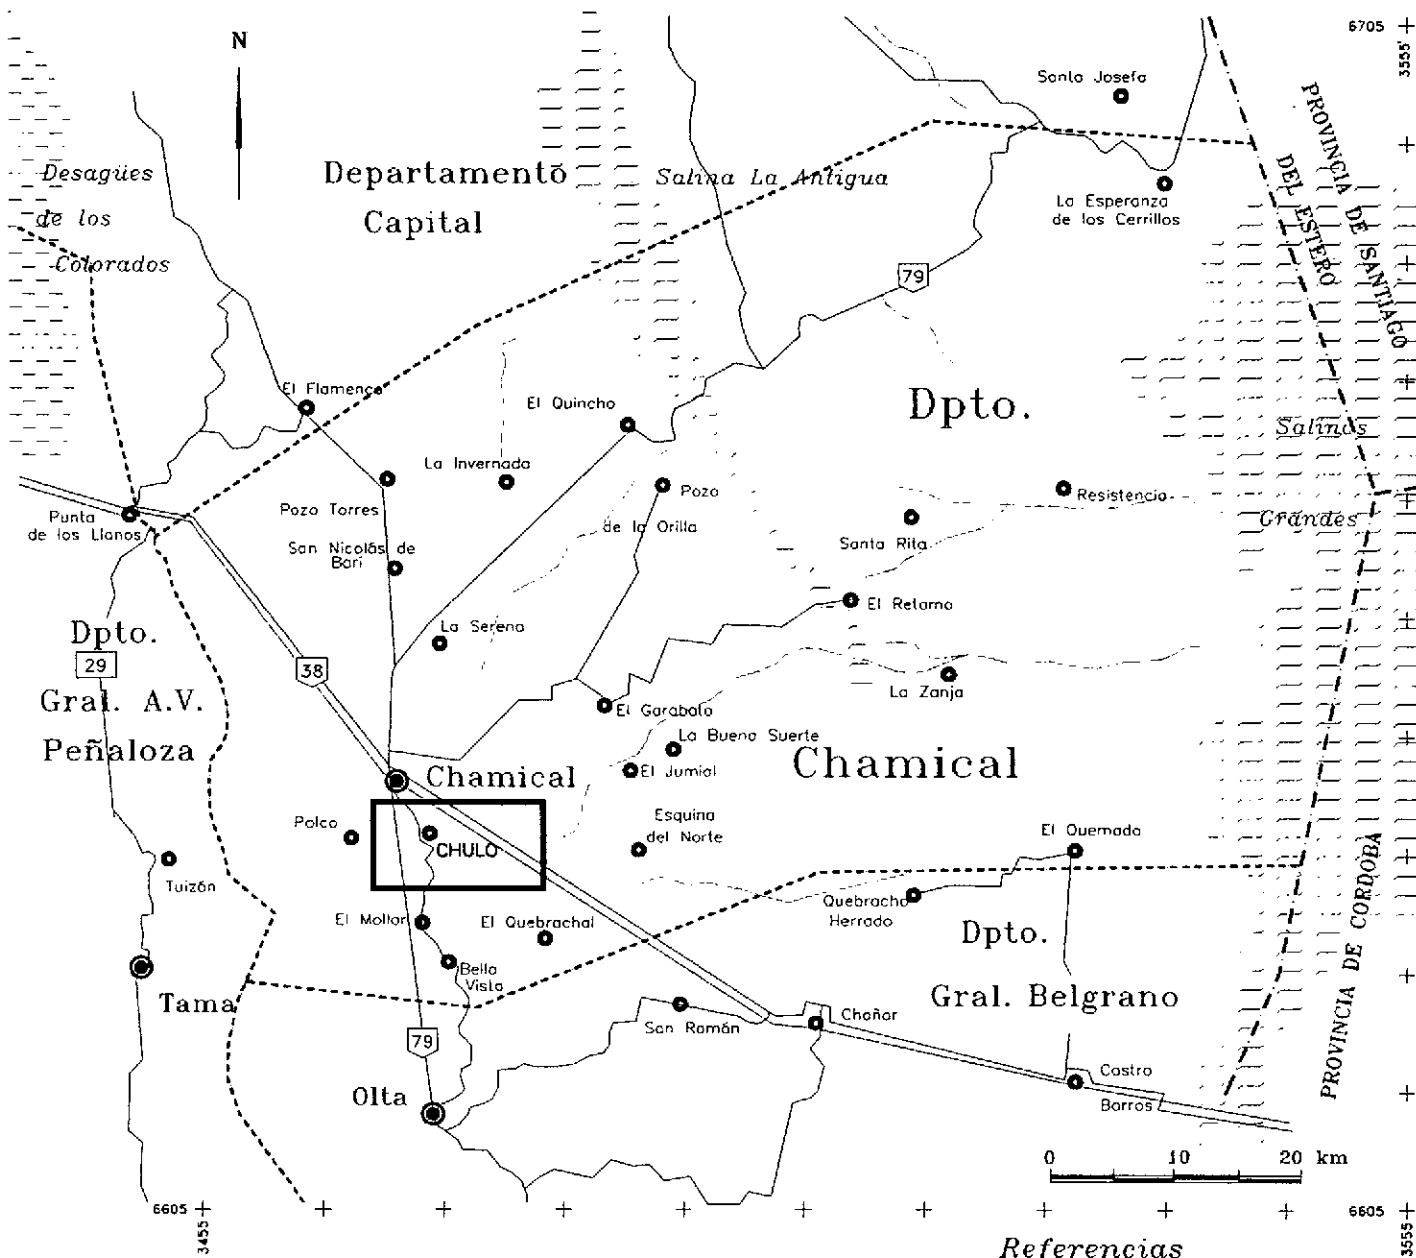 6705
3555
N
Santa Josefa
PROVINCIA DE SANTIAGO
DEL ESTERO
Desagües
de los
Colorados
Departamento
Capital
Salina La Antigua
La Esperanza
de los Cerrillos
79
El Flamenco
El Quincho
Dpto.
Salinas
Grandes
La Invernada
Pozo
de la Orilla
Resistencia
Punta
de los Llanos
Pozo Torres
San Nicolás de
Bari
Santa Rita
El Retamo
Dpto.
29
Gral. A.V.
Peñaloza
38
La Serena
La Zanja
El Garabato
La Buena Suerte
El Jumial
Chamical
Chamical
Polco
CHULO
Esquina
del Norte
El Quemado
Tuizón
El Mollar
El Quebrachal
Quebracho
Herrado
PROVINCIA DE CORDOBA
Bella
Vista
Dpto.
Gral. Belgrano
Tama
79
San Ramón
Chañar
Olta
Castro
Barros
0 10 20 km
6605
3455
6605
3555
Referencias